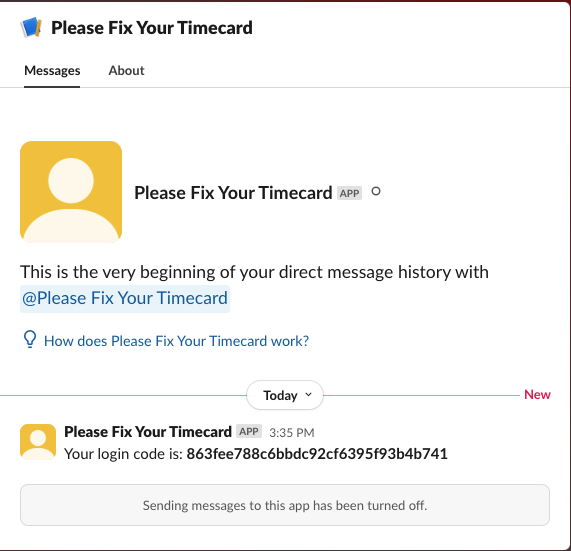 Please Fix Your Timecard
Messages About
Please Fix Your Timecard APP
This is the very beginning of your direct message history with
@Please Fix Your Timecard
How does Please Fix Your Timecard work?
Today
New
Please Fix Your Timecard APP 3:35 PM
Your login code is: 863fee788c6bbdc92cf6395f93b4b741
Sending messages to this app has been turned off.